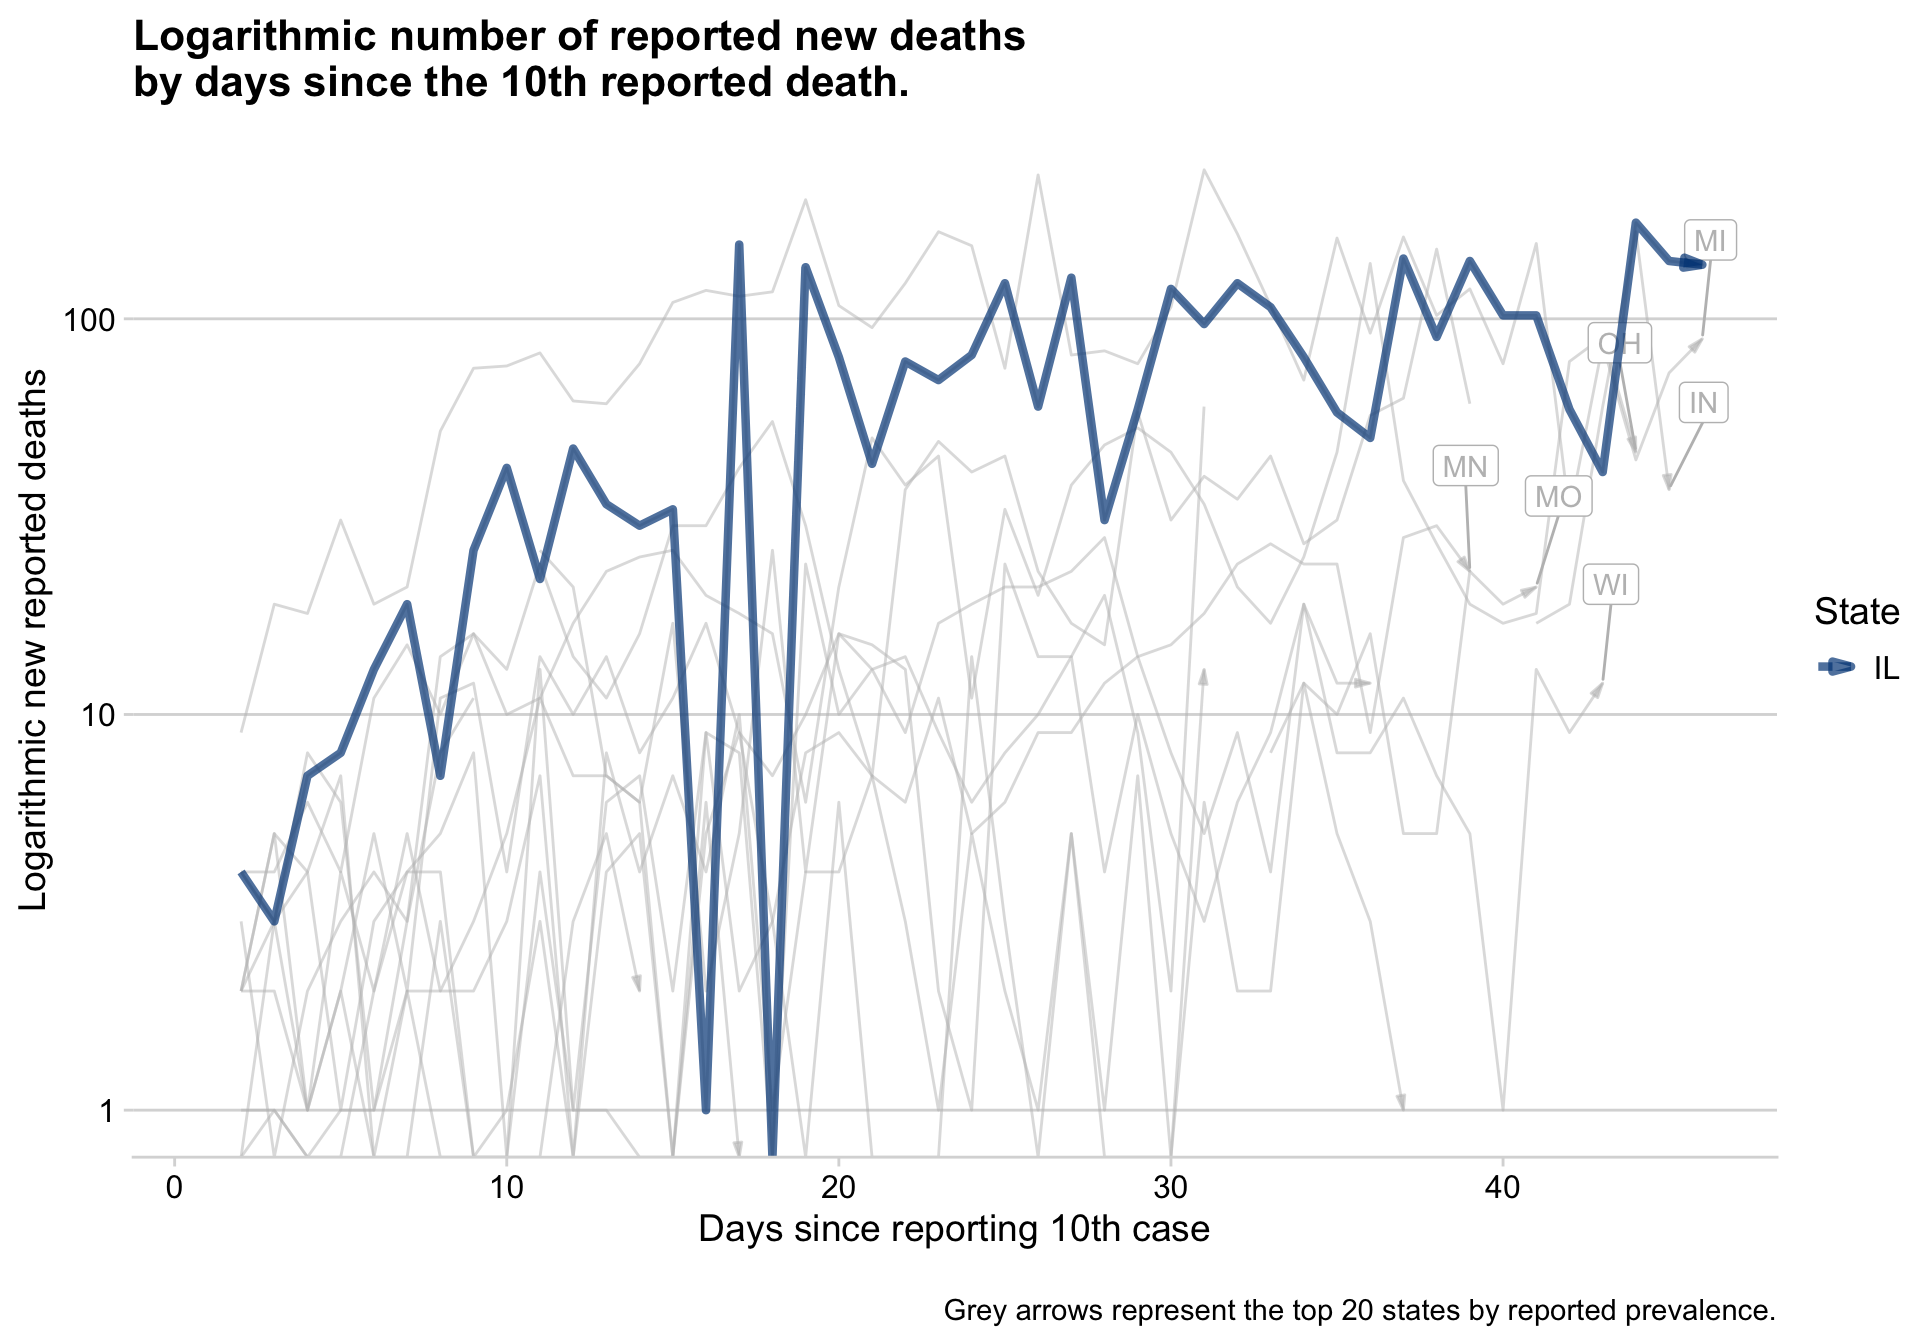 Logarithmic number of reported new deaths
by days since the 10th reported death.
Logarithmic new reported deaths
100
10
1
MI
OH
IN
MN
MO
WI
State
IL
0
10
20
30
40
Days since reporting 10th case
Grey arrows represent the top 20 states by reported prevalence.